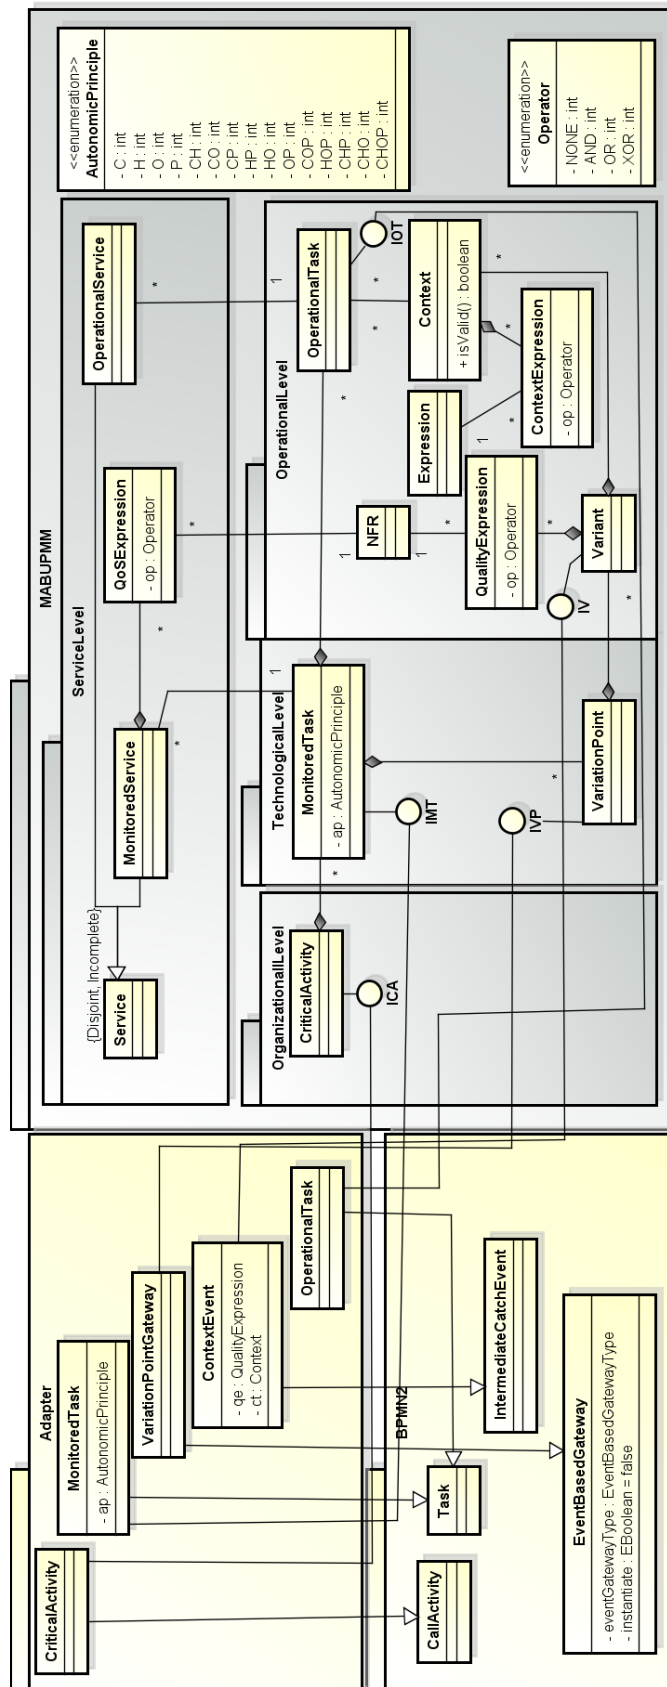 MABUPMM
ServiceLevel
{Disjoint, Incomplete}
Service
MonitoredService
*
*
QoSExpression
- op : Operator
*
OperationalService
*
<<enumeration>>
AutonomicPrinciple
- C : int
- H : int
- O : int
- P : int
- CH : int
- CO : int
- CP : int
- HP : int
- HO : int
- OP : int
- COP : int
- HOP : int
- CHP : int
- CHO : int
- CHOP : int
<<enumeration>>
Operator
- NONE : int
- AND : int
- OR : int
- XOR : int
OrganizationalLevel
CriticalActivity
ICA
*
TechnologicalLevel
MonitoredTask
- ap : AutonomicPrinciple
1
IMT
IVP
*
VariationPoint
OperationalLevel
1
OperationalTask
*
*
*
IOT
Context
+ isValid() : boolean
*
*
Expression
1
*
ContextExpression
- op : Operator
1
NFR
1
*
QualityExpression
- op : Operator
*
IV
Variant
*
Adapter
CriticalActivity
MonitoredTask
- ap : AutonomicPrinciple
VariationPointGateway
ContextEvent
- qe : QualityExpression
- ct : Context
OperationalTask
BPMN2
CallActivity
Task
IntermediateCatchEvent
EventBasedGateway
- eventGatewayType : EventBasedGatewayType
- instantiate : EBoolean = false